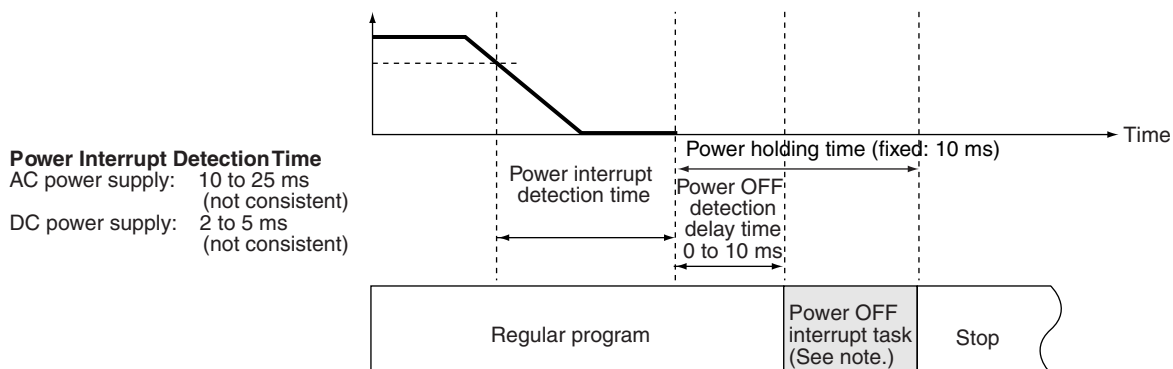 Time
Power holding time (fixed: 10 ms)
Power Interrupt Detection Time
AC power supply: 10 to 25 ms
(not consistent)
DC power supply: 2 to 5 ms
(not consistent)
Power interrupt
detection time
Power OFF
detection
delay time
0 to 10 ms
Regular program
Power OFF
interrupt task
(See note.)
Stop